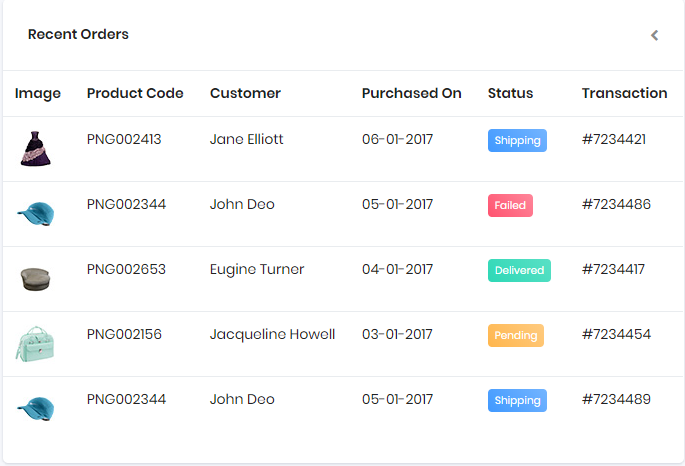 Recent Orders
Image Product Code Customer Purchased On Status Transaction
PNG002413 Jane Elliott 06-01-2017 Shipping #7234421
PNG002344 John Deo 05-01-2017 Failed #7234486
PNG002653 Eugine Turner 04-01-2017 Delivered #7234417
PNG002156 Jacqueline Howell 03-01-2017 Pending #7234454
PNG002344 John Deo 05-01-2017 Shipping #7234489